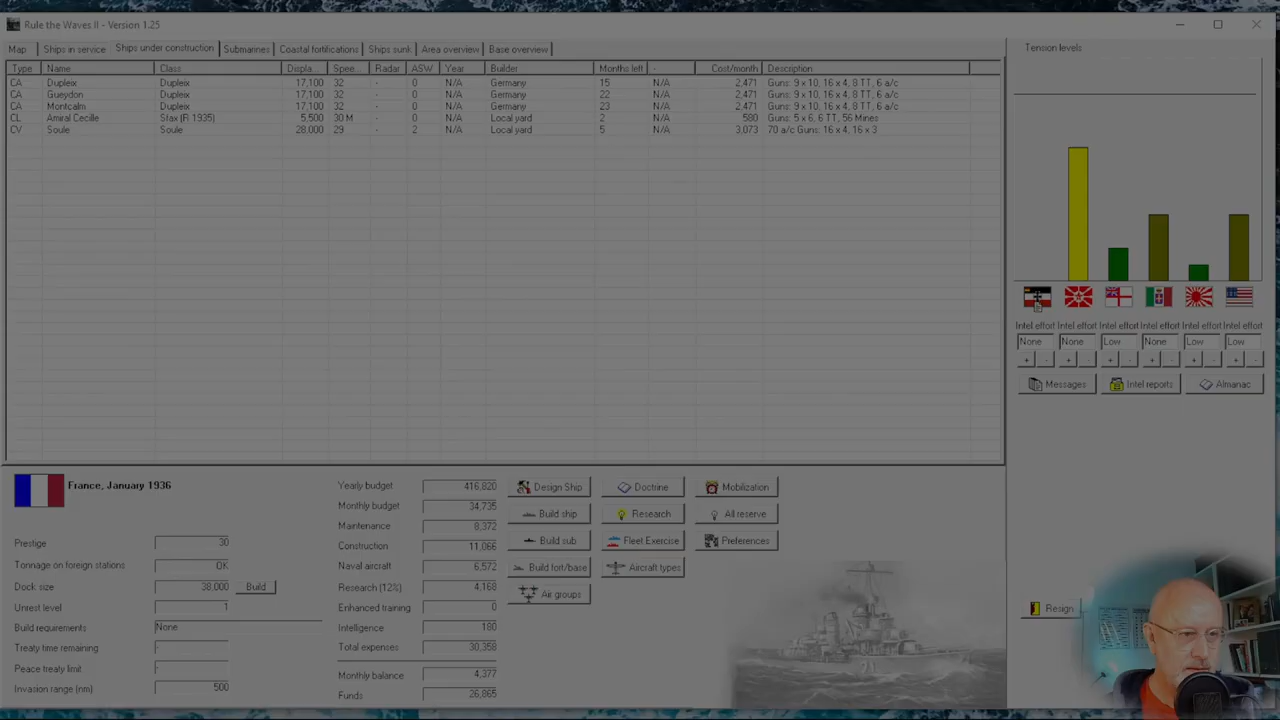 Rule the Waves II - Version 1.25
Map Ships in service Ships under construction Submarines Coastal fortifications Ships sunk Area overview Base overview
Type Name Class Displa... Spee... Radar ASW Year Builder Months left - Cost/month Description
CA Dupleix Dupleix 17,100 32 - 0 N/A Germany 15 N/A 2,471 Guns: 9 x 10, 16 x 4, 8 TT, 6 a/c
CA Gueydon Dupleix 17,100 32 - 0 N/A Germany 22 N/A 2,471 Guns: 9 x 10, 16 x 4, 8 TT, 6 a/c
CA Montcalm Dupleix 17,100 32 - 0 N/A Germany 23 N/A 2,471 Guns: 9 x 10, 16 x 4, 8 TT, 6 a/c
CL Amiral Cecille Stax (R 1935) 5,500 30 M - 0 N/A Local yard 2 N/A 580 Guns: 5 x 6, 6 TT, 56 Mines
CV Soule Soule 28,000 29 - 2 N/A Local yard 5 N/A 3,073 70 a/c Guns: 16 x 4, 16 x 3
Tension levels
Intel effort Intel effort Intel effort Intel effort Intel effort Intel effort
None None Low None Low Low
+ - + - + - + - + - + -
Messages Intel reports Almanac
France, January 1936
Prestige 30
Tonnage on foreign stations OK
Dock size 38,000 Build
Unrest level 1
Build requirements None
Treaty time remaining -
Peace treaty limit -
Invasion range (nm) 500
Yearly budget 416,820
Monthly budget 34,735
Maintenance 8,372
Construction 11,066
Naval aircraft 6,572
Research (12%) 4,168
Enhanced training 0
Intelligence 180
Total expenses 30,358
Monthly balance 4,377
Funds 26,865
Design Ship Doctrine Mobilization
Build ship Research All reserve
Build sub Fleet Exercise Preferences
Build fort/base Aircraft types
Air groups
Resign